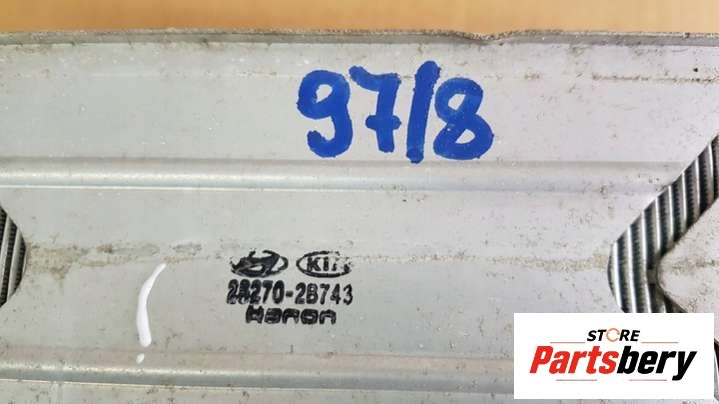 97/8
KIA
28270-2B743
Hanon
STORE
Partsbery